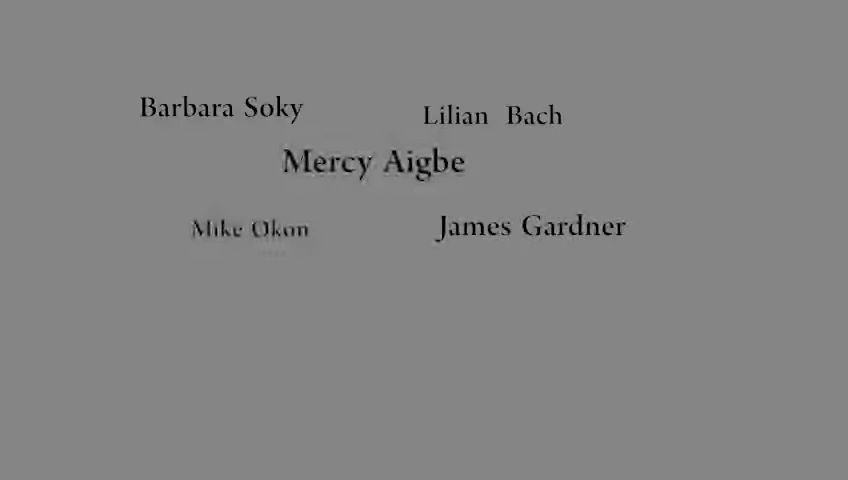 Barbara Soky
Lilian Bach
Mercy Aigbe
Mike Okon
James Gardner